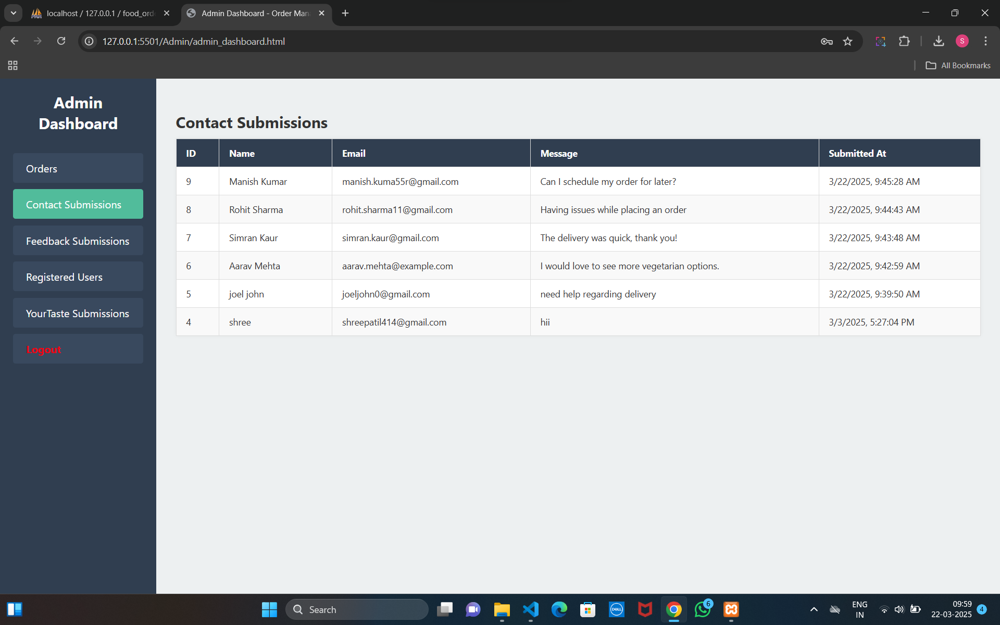 localhost / 127.0.0.1 / food_ord
Admin Dashboard - Order Man
127.0.0.1:5501/Admin/admin_dashboard.html
S
All Bookmarks
Admin
Dashboard
Orders
Contact Submissions
Feedback Submissions
Registered Users
YourTaste Submissions
Logout
Contact Submissions
ID Name Email Message Submitted At
9 Manish Kumar manish.kuma55r@gmail.com Can I schedule my order for later? 3/22/2025, 9:45:28 AM
8 Rohit Sharma rohit.sharma11@gmail.com Having issues while placing an order 3/22/2025, 9:44:43 AM
7 Simran Kaur simran.kaur@gmail.com The delivery was quick, thank you! 3/22/2025, 9:43:48 AM
6 Aarav Mehta aarav.mehta@example.com I would love to see more vegetarian options. 3/22/2025, 9:42:59 AM
5 joel john joeljohn0@gmail.com need help regarding delivery 3/22/2025, 9:39:50 AM
4 shree shreepatil414@gmail.com hii 3/3/2025, 5:27:04 PM
Search
DELL
6
ENG
IN
09:59
22-03-2025
4